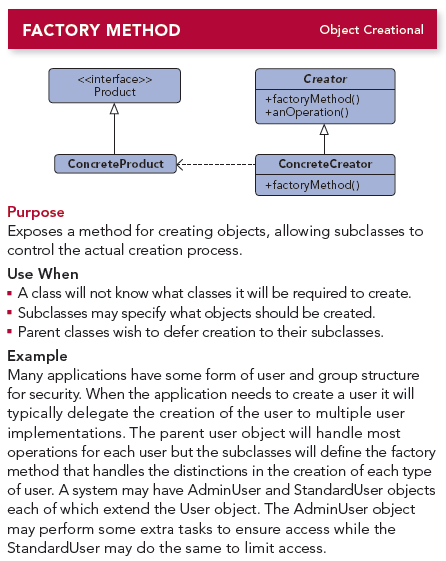 FACTORY METHOD
Object Creational
<<interface>>
Product
Creator
+factoryMethod()
+anOperation()
ConcreteProduct
ConcreteCreator
+factoryMethod()
Purpose
Exposes a method for creating objects, allowing subclasses to
control the actual creation process.
Use When
▪ A class will not know what classes it will be required to create.
▪ Subclasses may specify what objects should be created.
▪ Parent classes wish to defer creation to their subclasses.
Example
Many applications have some form of user and group structure
for security. When the application needs to create a user it will
typically delegate the creation of the user to multiple user
implementations. The parent user object will handle most
operations for each user but the subclasses will define the factory
method that handles the distinctions in the creation of each type
of user. A system may have AdminUser and StandardUser objects
each of which extend the User object. The AdminUser object
may perform some extra tasks to ensure access while the
StandardUser may do the same to limit access.